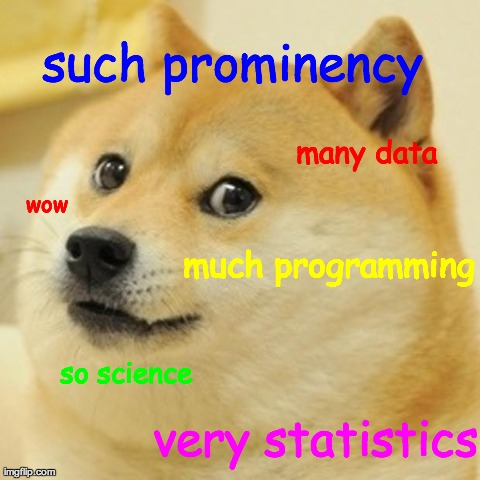 such prominency
many data
wow
much programming
so science
very statistics
imgflip.com